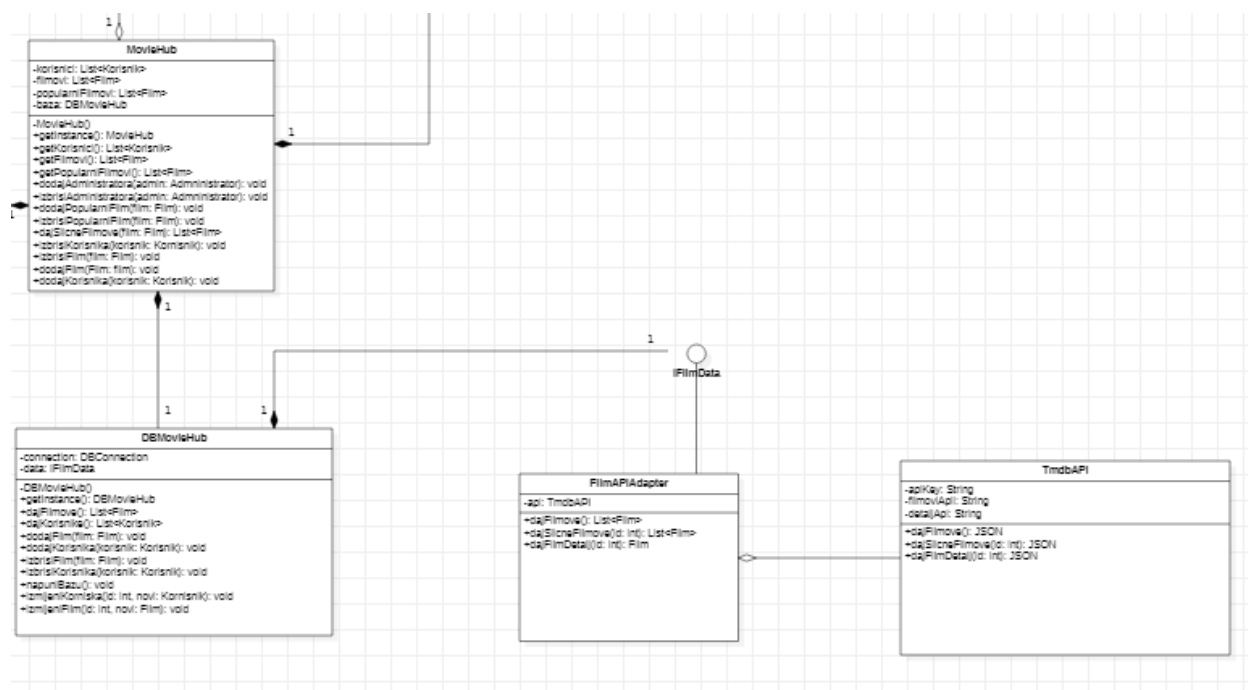 1
MovieHub
-korisnici: List<Korisnik>
-filmovi: List<Film>
-popularniFilmovi: List<Film>
-baza: DBMovieHub
-MovieHub()
+getInstance(): MovieHub
+getKorisnici(): List<Korisnik>
+getFilmovi(): List<Film>
+getPopularniFilmovi(): List<Film>
+dodajAdministratora(admin: Admninistrator): void
+izbrisiAdministratora(admin: Admninistrator): void
+dodajPopularniFilm(film: Film): void
+izbrisiPopularniFilm(film: Film): void
+dajSlicneFilmove(film: Film): List<Film>
+izbrisiKorisnika(korisnik: Kornisnik): void
+izbrisiFilm(film: Film): void
+dodajFilm(Film: film): void
+dodajKorisnika(korisnik: Korisnik): void
1
1
1
1
1
1
IFilmData
DBMovieHub
-connection: DBConnection
-data: IFilmData
-DBMovieHub()
+getInstance(): DBMovieHub
+dajFilmove(): List<Film>
+dajKorisnike(): List<Korisnik>
+dodajFilm(film: Film): void
+dodajKorisnika(korisnik: Korisnik): void
+izbrisiFilm(film: Film): void
+izbrisiKorisnika(korisnik: Korisnik): void
+napuniBazu(): void
+izmijeniKorniska(id: int, novi: Kornisnik): void
+izmijeniFilm(id: int, novi: Film): void
FilmAPIAdapter
-api: TmdbAPI
+dajFilmove(): List<Film>
+dajSlicneFilmove(id: int): List<Film>
+dajFilmDetalj(id: int): Film
TmdbAPI
-apiKey: String
-filmoviApi: String
-detaljApi: String
+dajFilmove(): JSON
+dajSlicneFilmove(id: int): JSON
+dajFilmDetalj(id: int): JSON